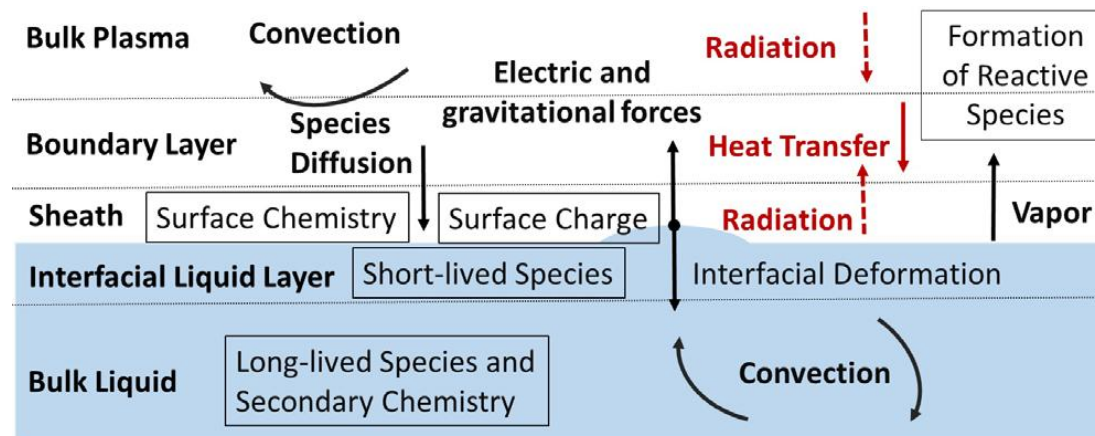 Bulk Plasma
Convection
Radiation
Formation
of Reactive
Species
Electric and
gravitational forces
Boundary Layer
Species
Diffusion
Heat Transfer
Sheath
Surface Chemistry
Surface Charge
Radiation
Vapor
Interfacial Liquid Layer
Short-lived Species
Interfacial Deformation
Bulk Liquid
Long-lived Species and
Secondary Chemistry
Convection